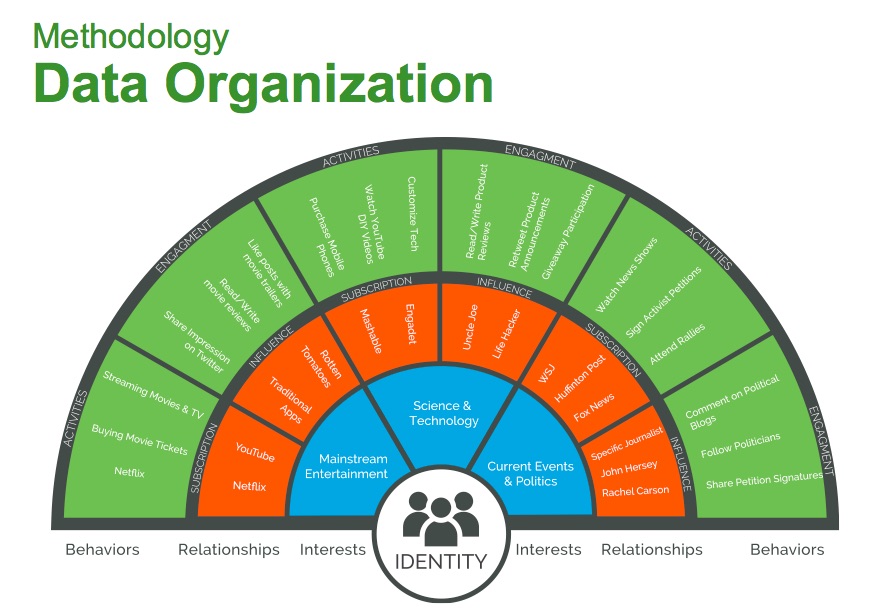 Methodology
Data Organization
ACTIVITIES
Streaming Movies & TV
Buying Movie Tickets
Netflix
ENGAGMENT
Share Impression
on Twitter
Read/Write
movie reviews
Like posts with
movie trailers
ACTIVITIES
Purchase Mobile
Phones
Watch YouTube
DIY Videos
Customize Tech
ENGAGMENT
Read/Write Product
Reviews
Retweet Product
Announcements
Giveaway Participation
ACTIVITIES
Watch News Shows
Sign Activist Petitions
Attend Rallies
ENGAGMENT
Comment on Political
Blogs
Follow Politicians
Share Petition Signatures
SUBSCRIPTION
YouTube
Netflix
INFLUENCE
Traditional
Apps
Rotten
Tomatoes
SUBSCRIPTION
Mashable
Engadet
INFLUENCE
Uncle Joe
Life Hacker
SUBSCRIPTION
WSJ
Huffinton Post
Fox News
INFLUENCE
Specific Journalist
John Hersey
Rachel Carson
Mainstream
Entertainment
Science &
Technology
Current Events
& Politics
IDENTITY
Behaviors
Relationships
Interests
Interests
Relationships
Behaviors